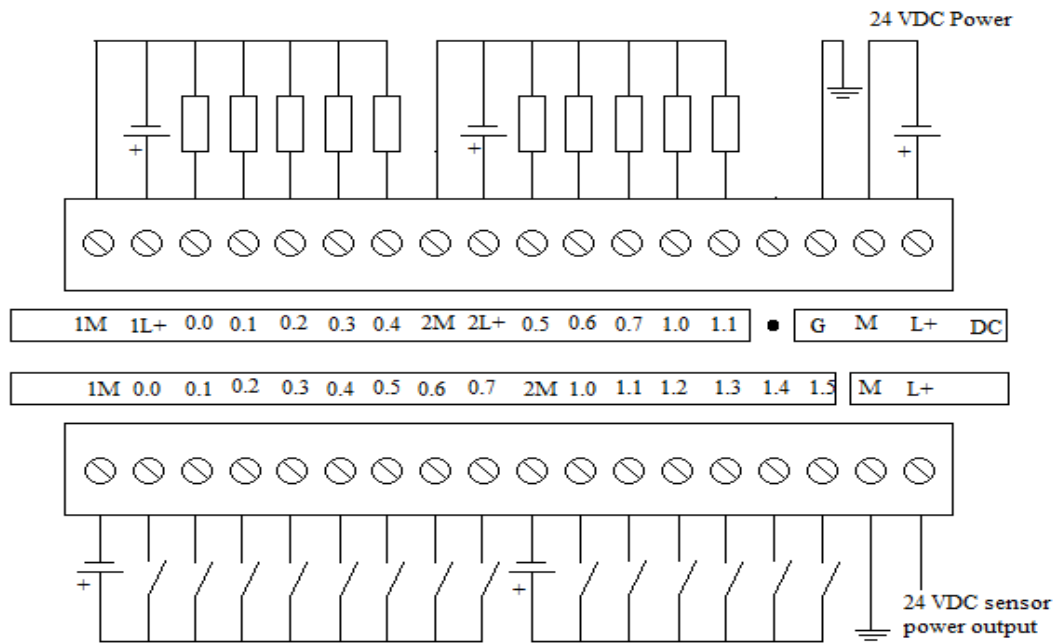 24 VDC Power
+ + +
1M 1L+ 0.0 0.1 0.2 0.3 0.4 2M 2L+ 0.5 0.6 0.7 1.0 1.1 • G M L+ DC
1M 0.0 0.1 0.2 0.3 0.4 0.5 0.6 0.7 2M 1.0 1.1 1.2 1.3 1.4 1.5 M L+
+ +
24 VDC sensor
power output